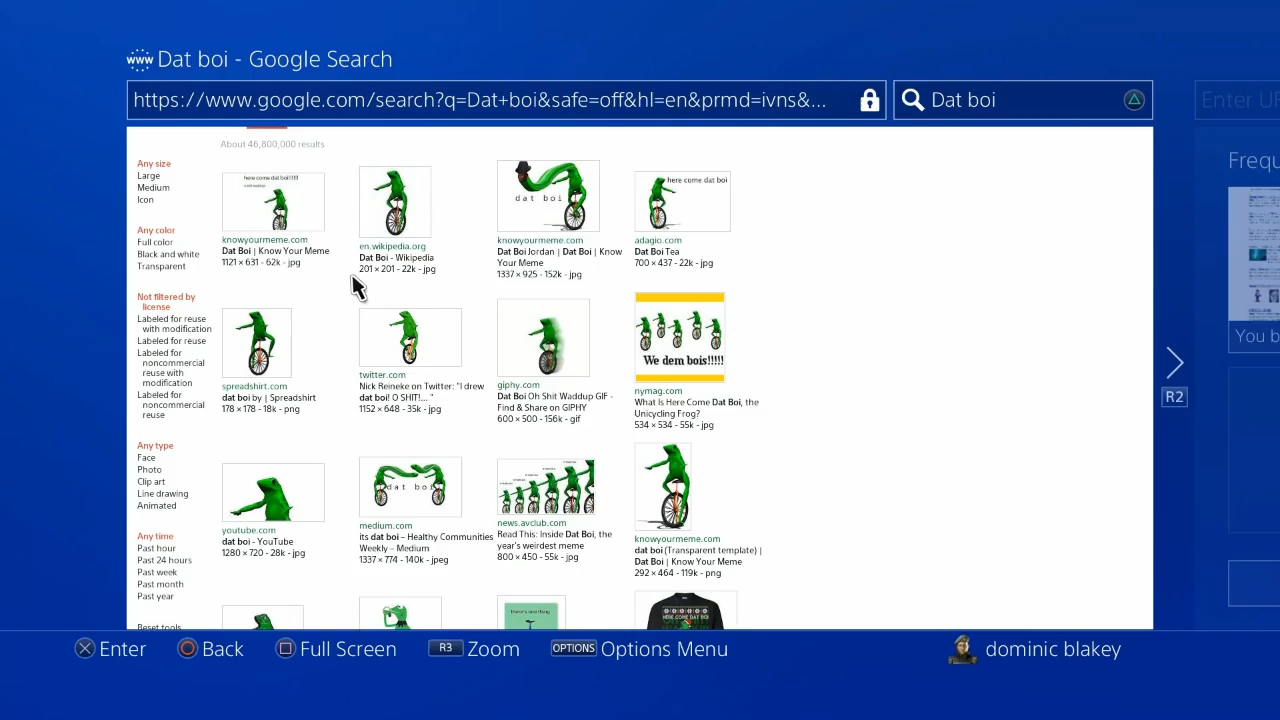 www Dat boi - Google Search
https://www.google.com/search?q=Dat+boi&safe=off&hl=en&prmd=ivns&...
Dat boi
Enter UR
About 46,800,000 results
Any size
Large
Medium
Icon
Any color
Full color
Black and white
Transparent
Not filtered by
license
Labeled for reuse
with modification
Labeled for reuse
Labeled for
noncommercial
reuse with
modification
Labeled for
noncommercial
reuse
Any type
Face
Photo
Clip art
Line drawing
Animated
Any time
Past hour
Past 24 hours
Past week
Past month
Past year
Reset tools
here come dat boi!!!!!!
knowyourmeme.com
Dat Boi | Know Your Meme
1121 × 631 - 62k - jpg
en.wikipedia.org
Dat Boi - Wikipedia
201 × 201 - 22k - jpg
dat boi
knowyourmeme.com
Dat Boi Jordan | Dat Boi | Know
Your Meme
1337 × 925 - 152k - jpg
here come dat boi
adagio.com
Dat Boi Tea
700 × 437 - 22k - jpg
spreadshirt.com
dat boi by | Spreadshirt
178 × 178 - 18k - png
twitter.com
Nick Reineke on Twitter: "I drew
dat boi! O SHIT!... "
1152 × 648 - 35k - jpg
giphy.com
Dat Boi Oh Shit Waddup GIF -
Find & Share on GIPHY
600 × 500 - 156k - gif
We dem bois!!!!!
nymag.com
What Is Here Come Dat Boi, the
Unicycling Frog?
534 × 534 - 55k - jpg
youtube.com
dat boi - YouTube
1280 × 720 - 28k - jpg
dat boi
medium.com
its dat boi – Healthy Communities
Weekly – Medium
1337 × 774 - 140k - jpeg
news.avclub.com
Read This: Inside Dat Boi, the
year's weirdest meme
800 × 450 - 55k - jpg
knowyourmeme.com
dat boi (Transparent template) |
Dat Boi | Know Your Meme
292 × 464 - 119k - png
HERE COME DAT BOI
Frequ
You b
R2
Enter
Back
Full Screen
R3 Zoom
OPTIONS Options Menu
dominic blakey